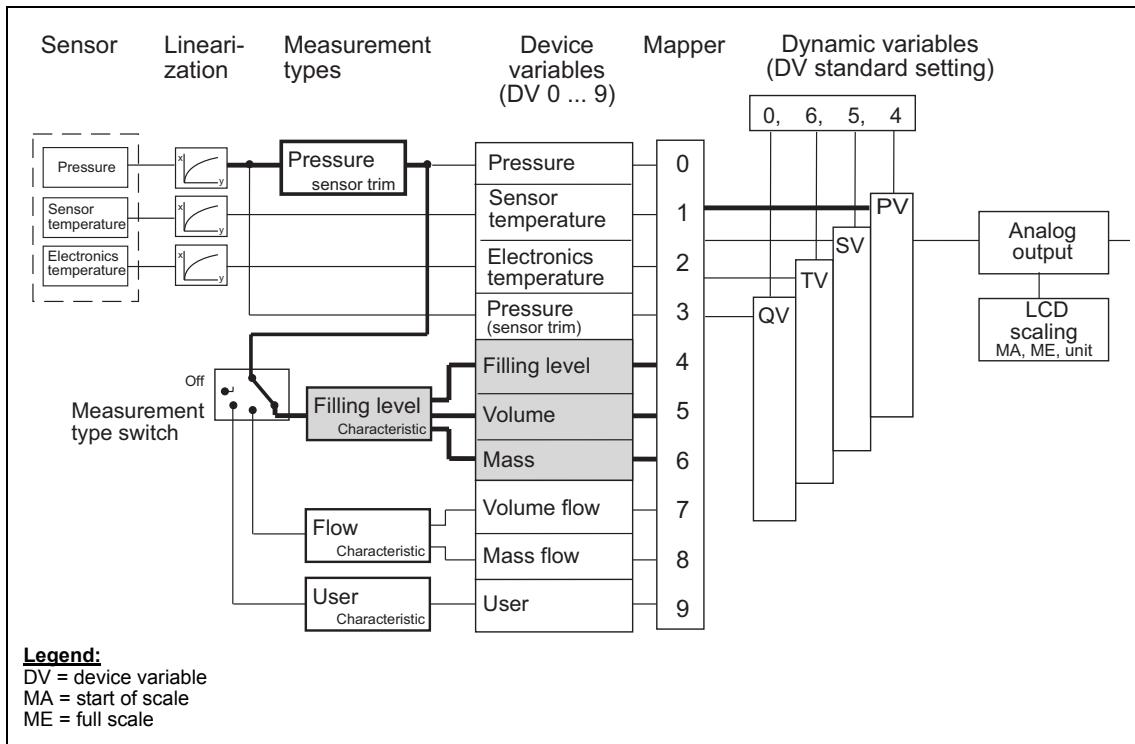 Sensor
Lineari-
zation
Measurement
types
Device
variables
(DV 0 ... 9)
Mapper
Dynamic variables
(DV standard setting)
0, 6, 5, 4
Pressure
Sensor
temperature
Electronics
temperature
x
y
x
y
x
y
Pressure
sensor trim
Pressure
Sensor
temperature
Electronics
temperature
Pressure
(sensor trim)
Filling level
Volume
Mass
Volume flow
Mass flow
User
0
1
2
3
4
5
6
7
8
9
PV
SV
TV
QV
Analog
output
LCD
scaling
MA, ME, unit
Off
Measurement
type switch
Filling level
Characteristic
Flow
Characteristic
User
Characteristic
Legend:
DV = device variable
MA = start of scale
ME = full scale